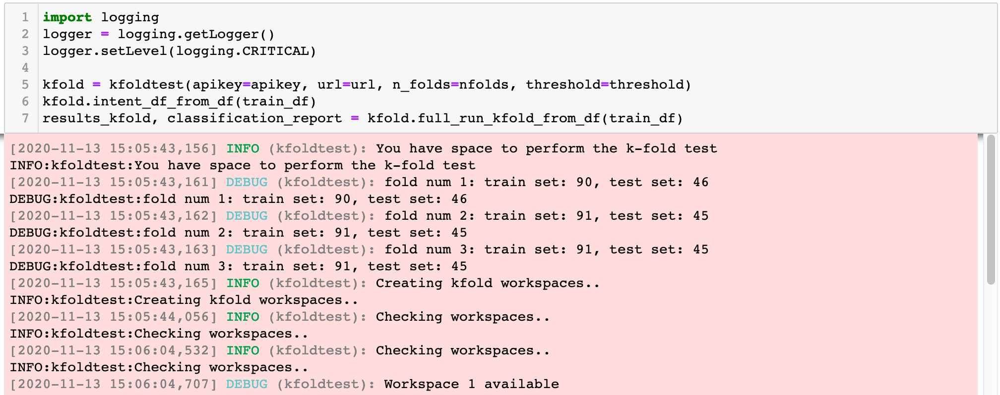 1 import logging
2 logger = logging.getLogger()
3 logger.setLevel(logging.CRITICAL)
4
5 kfold = kfoldtest(apikey=apikey, url=url, n_folds=nfolds, threshold=threshold)
6 kfold.intent_df_from_df(train_df)
7 results_kfold, classification_report = kfold.full_run_kfold_from_df(train_df)
[2020-11-13 15:05:43,156] INFO (kfoldtest): You have space to perform the k-fold test
INFO:kfoldtest:You have space to perform the k-fold test
[2020-11-13 15:05:43,161] DEBUG (kfoldtest): fold num 1: train set: 90, test set: 46
DEBUG:kfoldtest:fold num 1: train set: 90, test set: 46
[2020-11-13 15:05:43,162] DEBUG (kfoldtest): fold num 2: train set: 91, test set: 45
DEBUG:kfoldtest:fold num 2: train set: 91, test set: 45
[2020-11-13 15:05:43,163] DEBUG (kfoldtest): fold num 3: train set: 91, test set: 45
DEBUG:kfoldtest:fold num 3: train set: 91, test set: 45
[2020-11-13 15:05:43,165] INFO (kfoldtest): Creating kfold workspaces..
INFO:kfoldtest:Creating kfold workspaces..
[2020-11-13 15:05:44,056] INFO (kfoldtest): Checking workspaces..
INFO:kfoldtest:Checking workspaces..
[2020-11-13 15:06:04,532] INFO (kfoldtest): Checking workspaces..
INFO:kfoldtest:Checking workspaces..
[2020-11-13 15:06:04,707] DEBUG (kfoldtest): Workspace 1 available